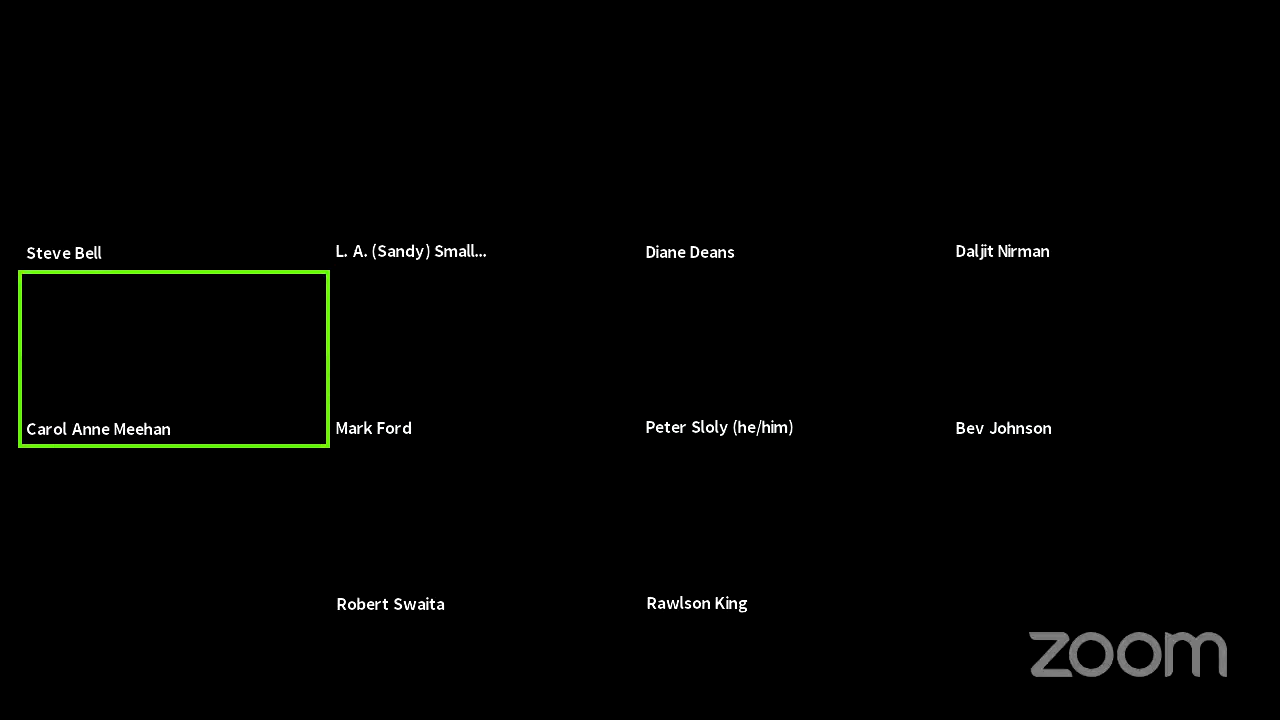 Steve Bell
L. A. (Sandy) Small...
Diane Deans
Daljit Nirman
Carol Anne Meehan
Mark Ford
Peter Sloly (he/him)
Bev Johnson
Robert Swaita
Rawlson King
zoom